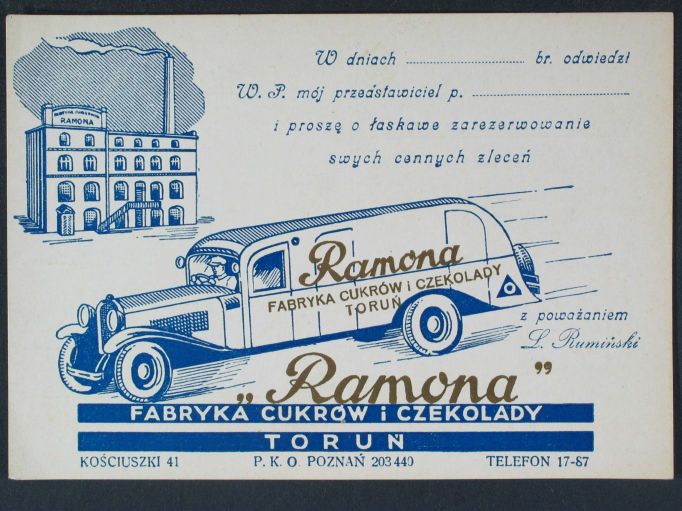 W dniach ........................ br. odwiedzi
W. P. mój przedstawiciel p. ................................
i proszę o łaskawe zarezerwowanie
swych cennych zleceń
RAMONA
Ramona
FABRYKA CUKRÓW i CZEKOLADY
TORUŃ
z poważaniem
L. Rumiński
„Ramona”
FABRYKA CUKRÓW i CZEKOLADY
TORUŃ
KOŚCIUSZKI 41 P. K. O. POZNAŃ 203 440 TELEFON 17-87